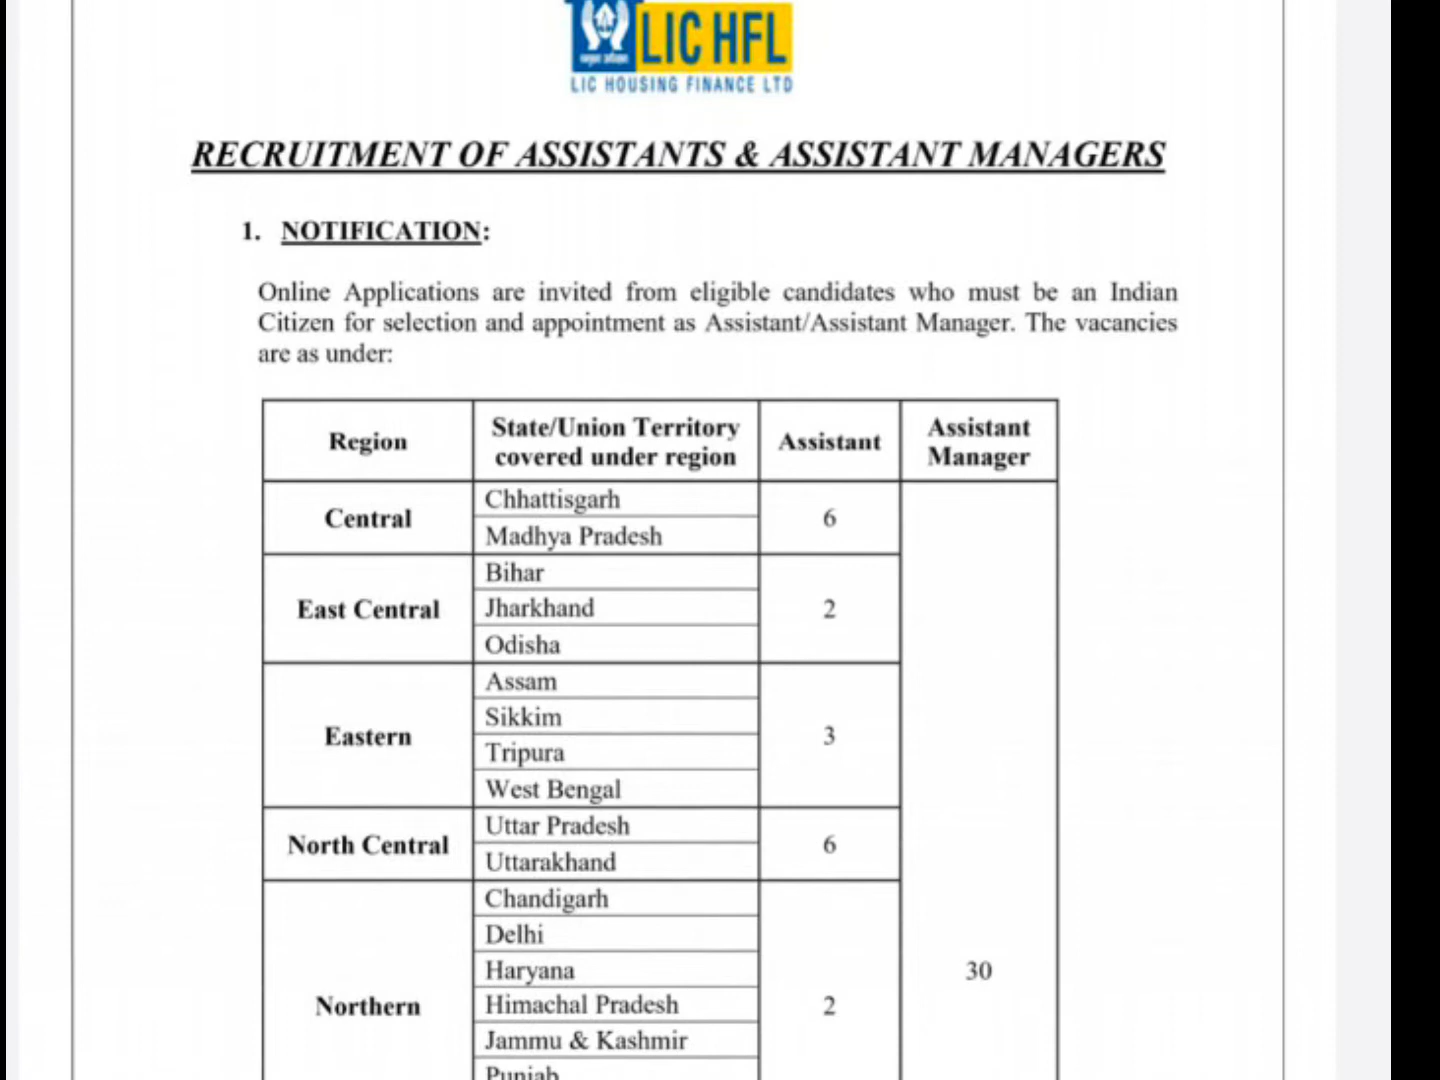 LIC HFL
LIC HOUSING FINANCE LTD
RECRUITMENT OF ASSISTANTS & ASSISTANT MANAGERS
1. NOTIFICATION:
Online Applications are invited from eligible candidates who must be an Indian
Citizen for selection and appointment as Assistant/Assistant Manager. The vacancies
are as under:
Region
State/Union Territory
covered under region
Assistant
Assistant
Manager
Central
Chhattisgarh
Madhya Pradesh
6
East Central
Bihar
Jharkhand
Odisha
2
Eastern
Assam
Sikkim
Tripura
West Bengal
3
North Central
Uttar Pradesh
Uttarakhand
6
Northern
Chandigarh
Delhi
Haryana
Himachal Pradesh
Jammu & Kashmir
Punjab
2
30